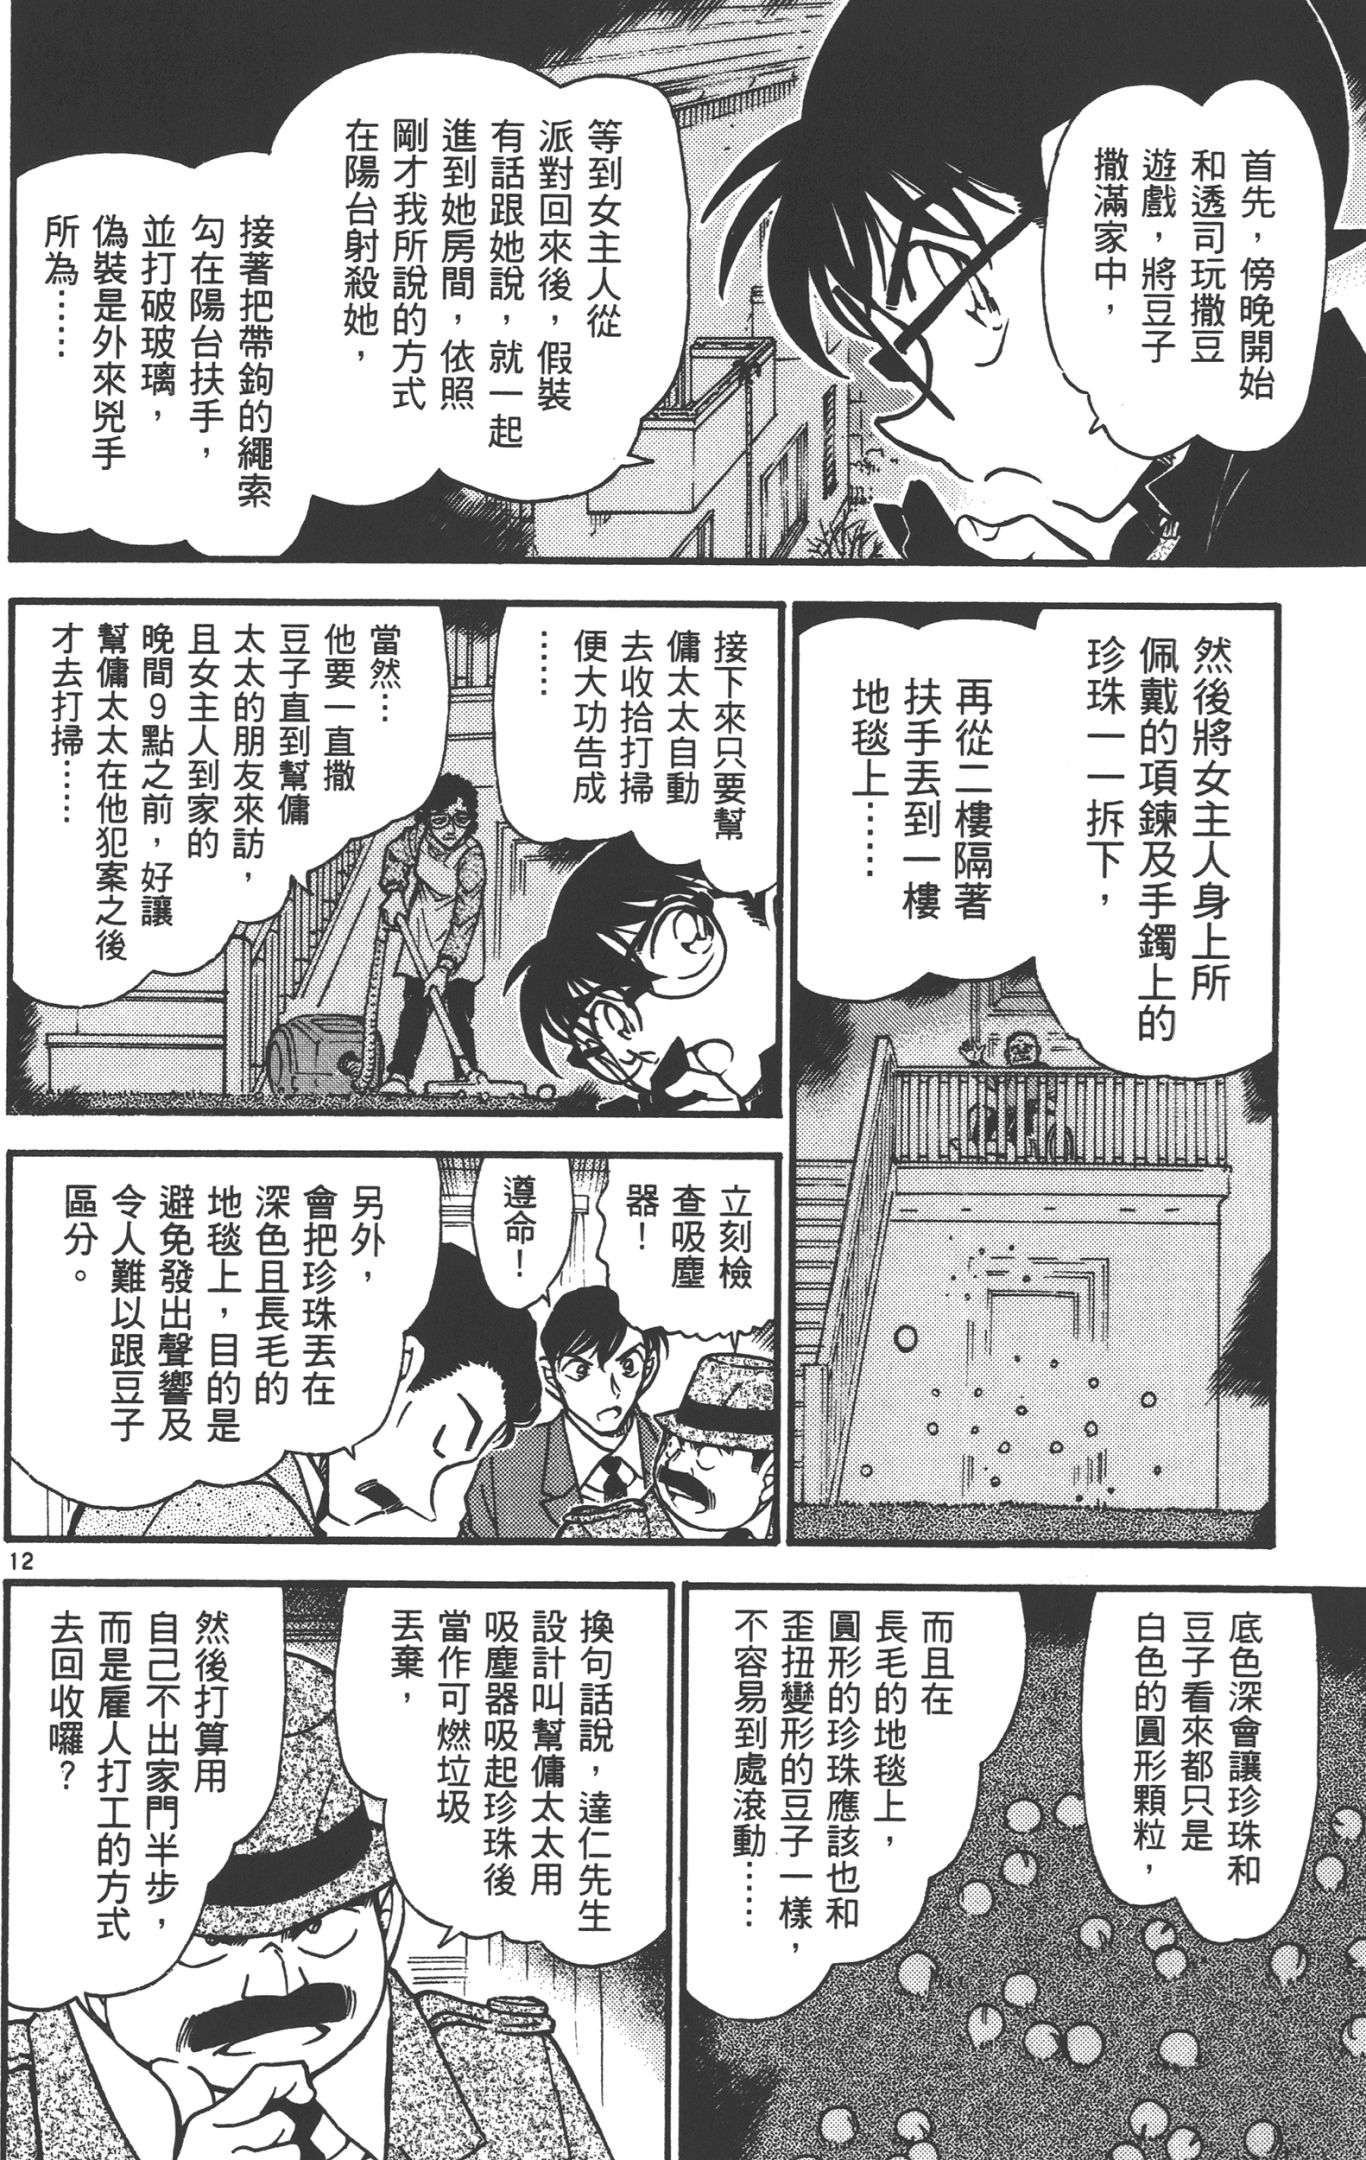 首先，傍晚開始
和透司玩撒豆
遊戲，將豆子
撒滿家中，
等到女主人從
派對回來後，假裝
有話跟她說，就一起
進到她房間，依照
剛才我所說的方式
在陽台射殺她，
接著把帶鉤的繩索
勾在陽台扶手，
並打破玻璃，
偽裝是外來兇手
所為……
然後將女主人身上所
佩戴的項鍊及手鐲上的
珍珠一一拆下，
再從二樓隔著
扶手丟到一樓
地毯上……
接下來只要幫
傭太太自動
去收拾打掃
便大功告成
……
當然…
他要一直撒
豆子直到幫傭
太太的朋友來訪，
且女主人到家的
晚間9點之前，好讓
幫傭太太在他犯案之後
才去打掃……
立刻檢
查吸塵
器！
遵命！
另外，
會把珍珠丟在
深色且長毛的
地毯上，目的是
避免發出聲響及
令人難以跟豆子
區分。
12
底色深會讓珍珠和
豆子看來都只是
白色的圓形顆粒，
而且在
長毛的地毯上，
圓形的珍珠應該也和
歪扭變形的豆子一樣，
不容易到處滾動……
換句話說，達仁先生
設計叫幫傭太太用
吸塵器吸起珍珠後
當作可燃垃圾
丟棄，
然後打算用
自己不出家門半步，
而是雇人打工的方式
去回收囉？